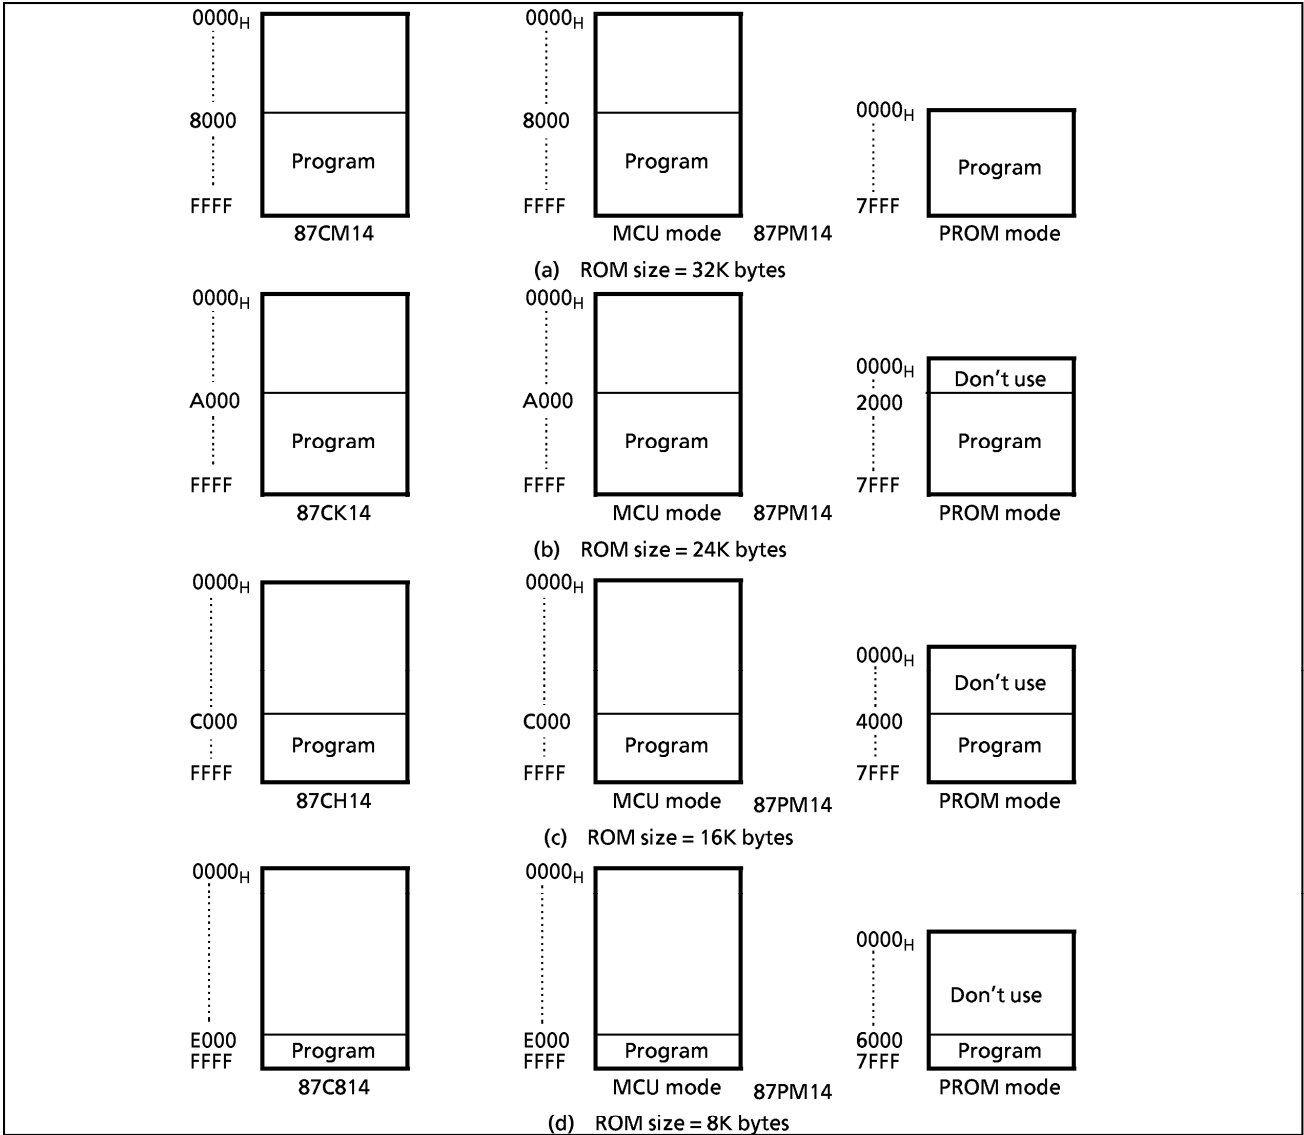 0000H
8000
Program
FFFF
87CM14
0000H
8000
Program
FFFF
MCU mode
87PM14
0000H
Program
7FFF
PROM mode
(a) ROM size = 32K bytes
0000H
A000
Program
FFFF
87CK14
0000H
A000
Program
FFFF
MCU mode
87PM14
0000H
Don't use
2000
Program
7FFF
PROM mode
(b) ROM size = 24K bytes
0000H
C000
Program
FFFF
87CH14
0000H
C000
Program
FFFF
MCU mode
87PM14
0000H
Don't use
4000
Program
7FFF
PROM mode
(c) ROM size = 16K bytes
0000H
E000
Program
FFFF
87C814
0000H
E000
Program
FFFF
MCU mode
87PM14
0000H
Don't use
6000
Program
7FFF
PROM mode
(d) ROM size = 8K bytes